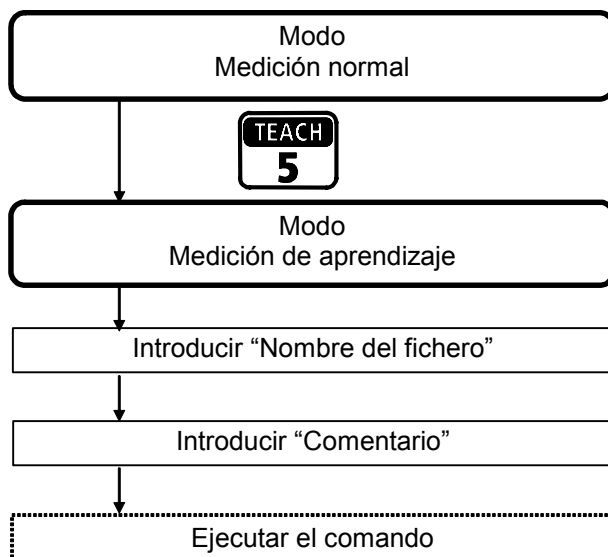 Modo
Medición normal
TEACH
5
Modo
Medición de aprendizaje
Introducir “Nombre del fichero”
Introducir “Comentario”
Ejecutar el comando